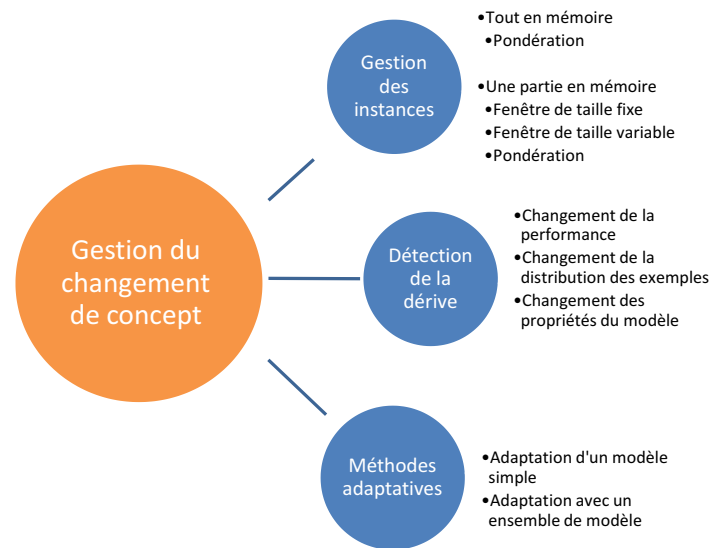 Gestion du
changement
de concept
Gestion
des
instances
•Tout en mémoire
•Pondération
•Une partie en mémoire
•Fenêtre de taille fixe
•Fenêtre de taille variable
•Pondération
Détection
de la
dérive
•Changement de la
performance
•Changement de la
distribution des exemples
•Changement des
propriétés du modèle
Méthodes
adaptatives
•Adaptation d'un modèle
simple
•Adaptation avec un
ensemble de modèle